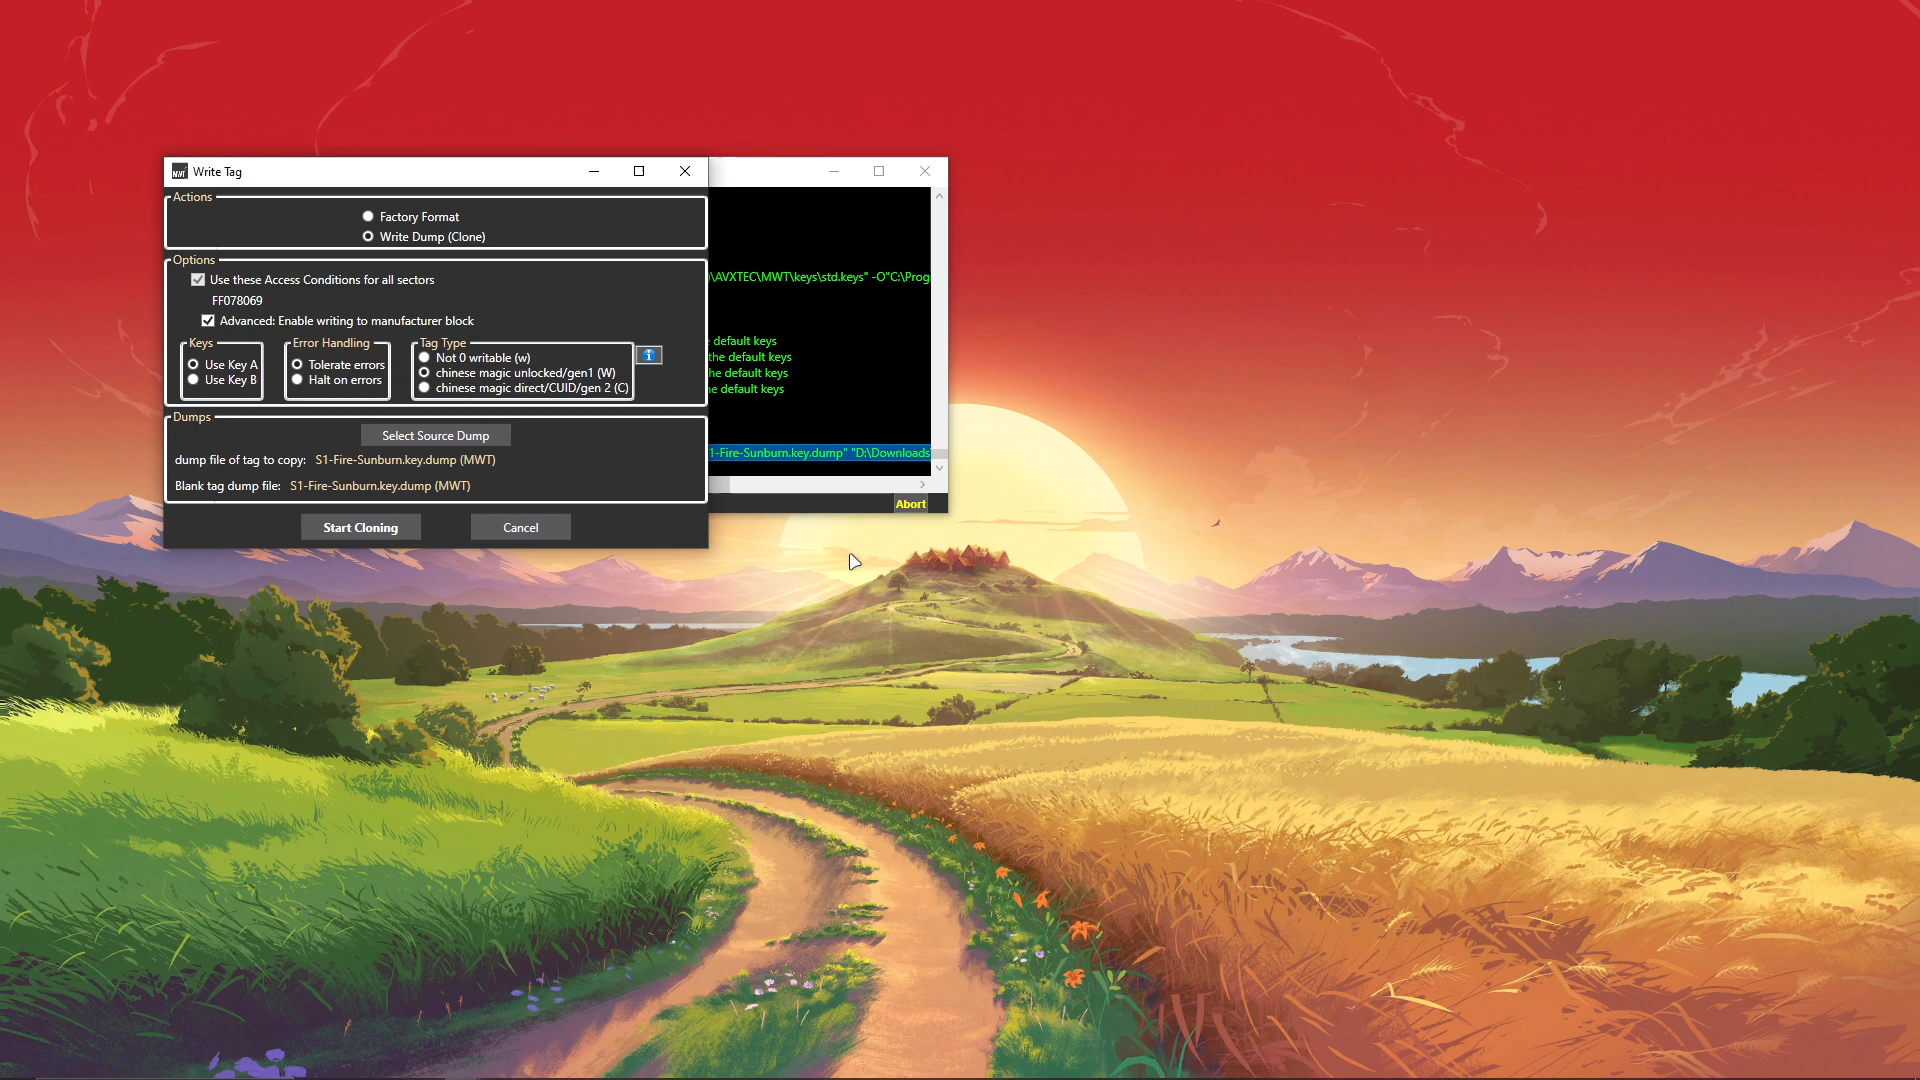 MWT
Write Tag
Actions
Factory Format
Write Dump (Clone)
Options
Use these Access Conditions for all sectors
FF078069
Advanced: Enable writing to manufacturer block
Keys
Use Key A
Use Key B
Error Handling
Tolerate errors
Halt on errors
Tag Type
Not 0 writable (w)
chinese magic unlocked/gen1 (W)
chinese magic direct/CUID/gen 2 (C)
Dumps
Select Source Dump
dump file of tag to copy: S1-Fire-Sunburn.key.dump (MWT)
Blank tag dump file: S1-Fire-Sunburn.key.dump (MWT)
Start Cloning
Cancel
\AVXTEC\MWT\keys\std.keys" -O"C:\Prog
default keys
the default keys
he default keys
e default keys
1-Fire-Sunburn.key.dump" "D:\Downloads
Abort